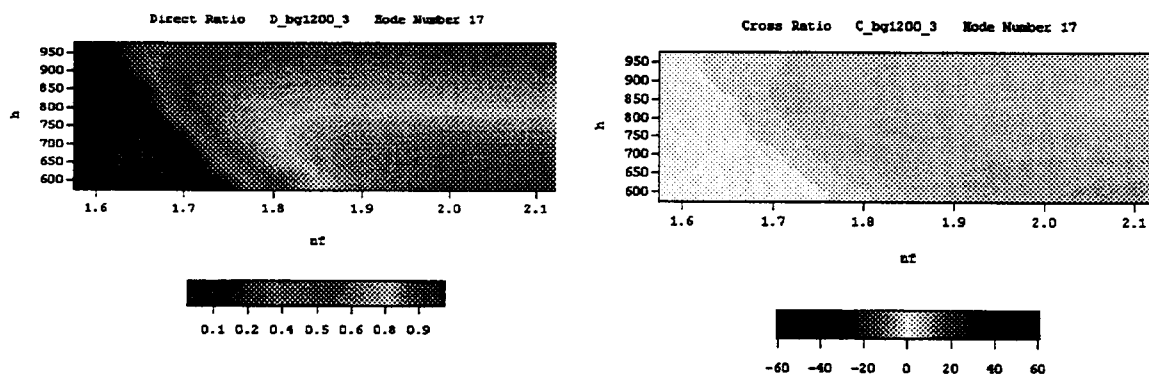 Direct Ratio D_bg1200_3 Mode Number 17
950
900
850
800
750
700
650
600
h
1.6 1.7 1.8 1.9 2.0 2.1
nf
0.1 0.2 0.4 0.5 0.6 0.8 0.9
Cross Ratio C_bg1200_3 Mode Number 17
950
900
850
800
750
700
650
600
h
1.6 1.7 1.8 1.9 2.0 2.1
nf
-60 -40 -20 0 20 40 60